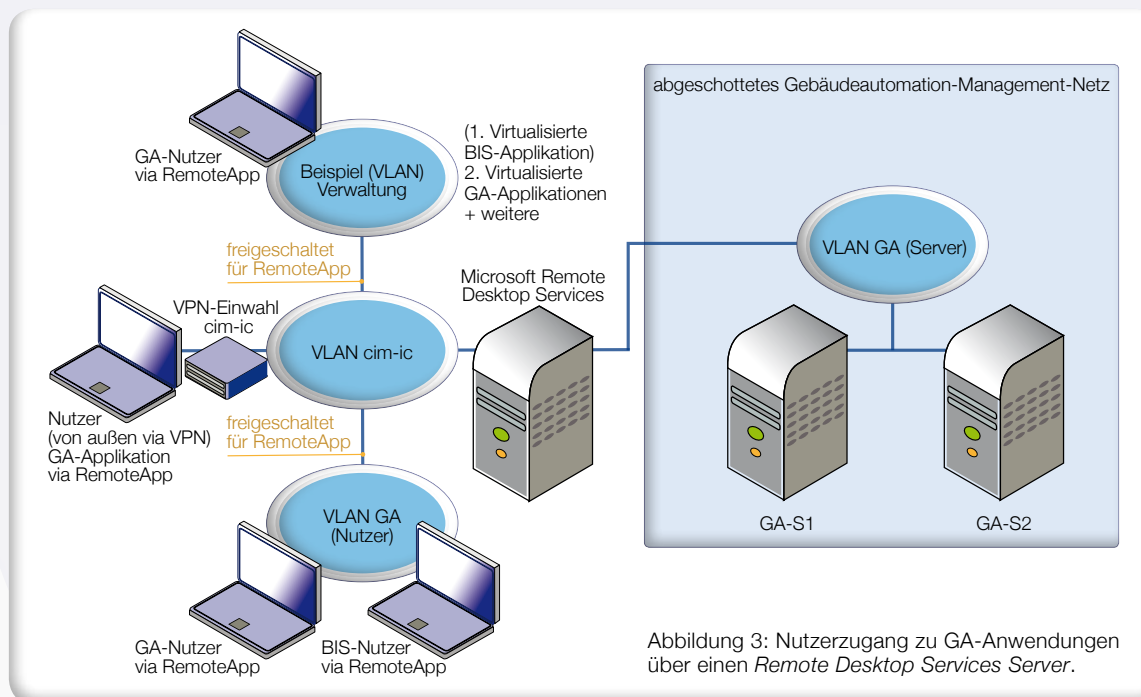 abgeschottetes Gebäudeautomation-Management-Netz
GA-Nutzer
via RemoteApp
Beispiel (VLAN)
Verwaltung
(1. Virtualisierte
BIS-Applikation)
2. Virtualisierte
GA-Applikationen
+ weitere
VLAN GA (Server)
freigeschaltet
für RemoteApp
Microsoft Remote
Desktop Services
VPN-Einwahl
cim-ic
VLAN cim-ic
Nutzer
(von außen via VPN)
GA-Applikation
via RemoteApp
freigeschaltet
für RemoteApp
VLAN GA
(Nutzer)
GA-S1
GA-S2
GA-Nutzer
via RemoteApp
BIS-Nutzer
via RemoteApp
Abbildung 3: Nutzerzugang zu GA-Anwendungen
über einen Remote Desktop Services Server.